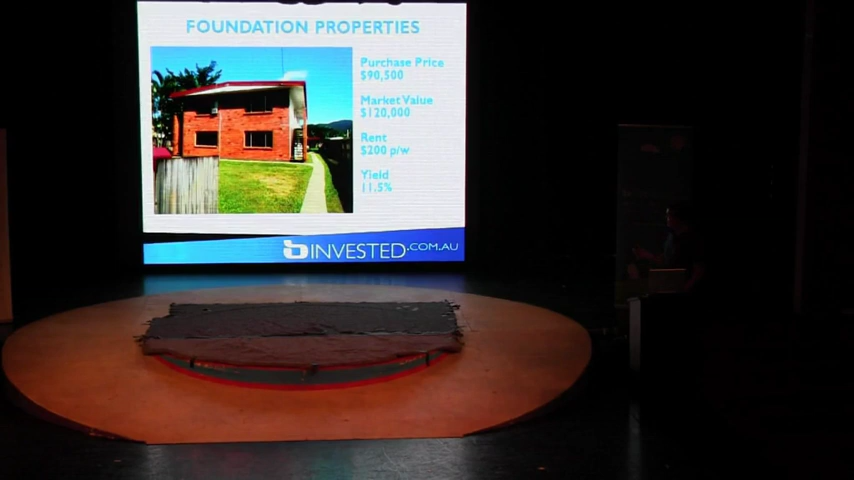 FOUNDATION PROPERTIES
Purchase Price
$90,500
Market Value
$120,000
Rent
$200 p/w
Yield
11.5%
INVESTED.COM.AU